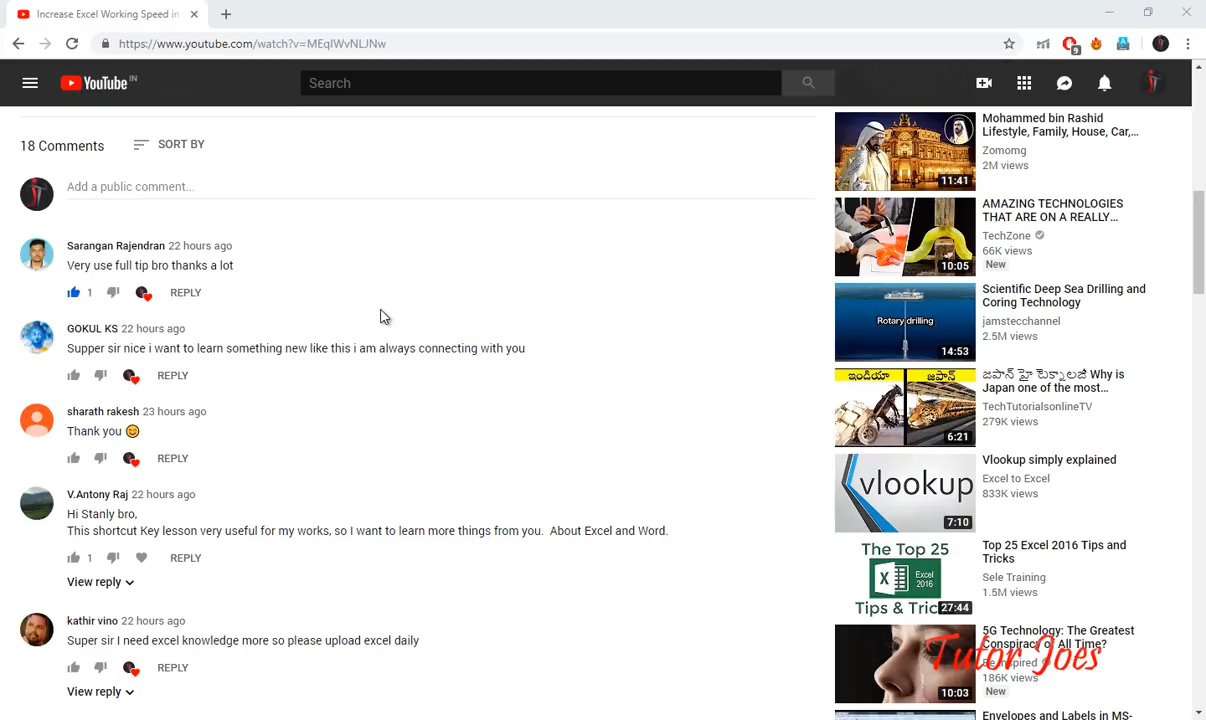 Increase Excel Working Speed in
https://www.youtube.com/watch?v=MEqIWvNLJNw
9
YouTube IN
Search
18 Comments
SORT BY
Add a public comment...
Sarangan Rajendran 22 hours ago
Very use full tip bro thanks a lot
1
REPLY
GOKUL KS 22 hours ago
Supper sir nice i want to learn something new like this i am always connecting with you
REPLY
sharath rakesh 23 hours ago
Thank you 😊
REPLY
V.Antony Raj 22 hours ago
Hi Stanly bro,
This shortcut Key lesson very useful for my works, so I want to learn more things from you. About Excel and Word.
1
REPLY
View reply
kathir vino 22 hours ago
Super sir I need excel knowledge more so please upload excel daily
REPLY
View reply
11:41
Mohammed bin Rashid
Lifestyle, Family, House, Car,...
Zoomomg
2M views
10:05
AMAZING TECHNOLOGIES
THAT ARE ON A REALLY...
TechZone
66K views
New
Rotary drilling
14:53
Scientific Deep Sea Drilling and
Coring Technology
jamstecchannel
2.5M views
ఇండియా
జపాన్
6:21
జపాన్ హై టెక్నాలజీ Why is
Japan one of the most...
TechTutorialsonlineTV
279K views
vlookup
7:10
Vlookup simply explained
Excel to Excel
833K views
The Top 25
Excel
2016
Tips & Tric
27:44
Top 25 Excel 2016 Tips and
Tricks
Sele Training
1.5M views
10:03
5G Technology: The Greatest
Conspiracy of All Time?
Be Inspired
186K views
New
Tutor Joes
Envelopes and Labels in MS-